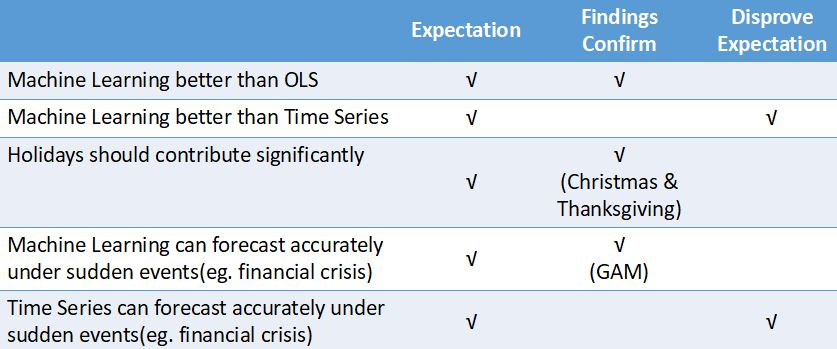 Expectation Findings Confirm Disprove Expectation
Machine Learning better than OLS √ √
Machine Learning better than Time Series √ √
Holidays should contribute significantly √ √
(Christmas &
Thanksgiving)
Machine Learning can forecast accurately
under sudden events(eg. financial crisis) √ √
(GAM)
Time Series can forecast accurately under
sudden events(eg. financial crisis) √ √